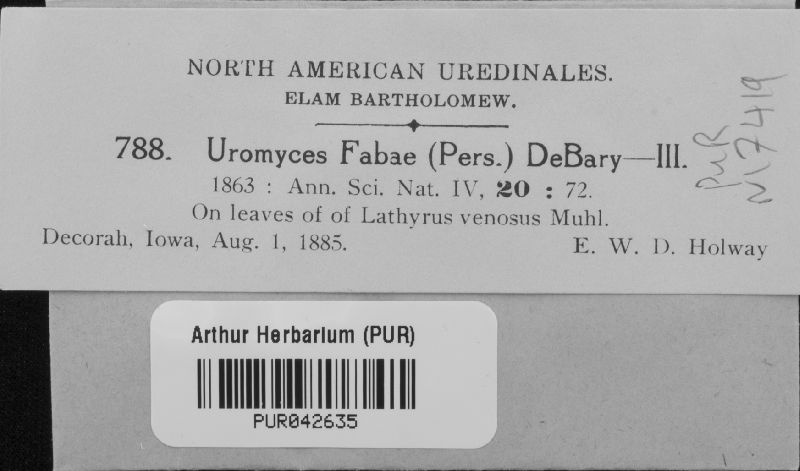 NORTH AMERICAN UREDINALES.
ELAM BARTHOLOMEW.
788. Uromyces Fabae (Pers.) DeBary—III.
1863 : Ann. Sci. Nat. IV, 20 : 72.
On leaves of of Lathyrus venosus Muhl.
Decorah, Iowa, Aug. 1, 1885. E. W. D. Holway
PUR
N17419
Arthur Herbarium (PUR)
PUR042635